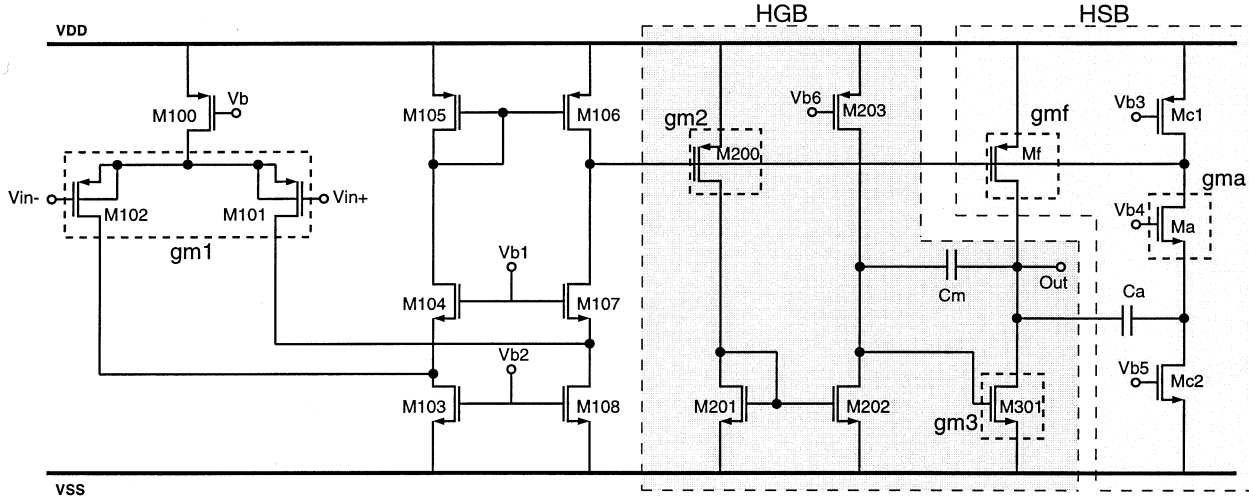 HGB
HSB
VDD
M100
Vb
M105
M106
Vb6
M203
gm2
M200
gmf
Mf
Vb3
Mc1
Vin-
M102
M101
Vin+
gm1
gma
Vb4
Ma
Vb1
M104
M107
Cm
Out
Ca
Vb2
M103
M108
M201
M202
gm3
M301
Vb5
Mc2
VSS